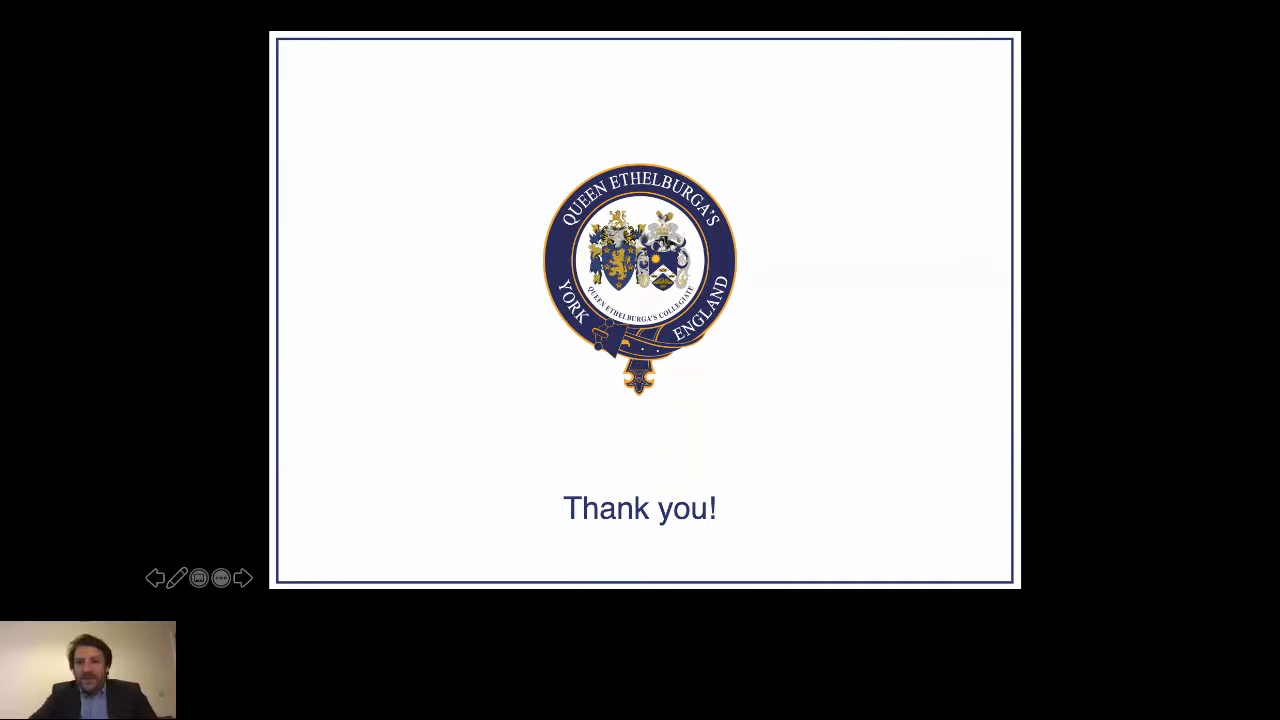 QUEEN ETHELBURGA'S
QUEEN ETHELBURGA'S COLLEGIATE
YORK
ENGLAND
Thank you!